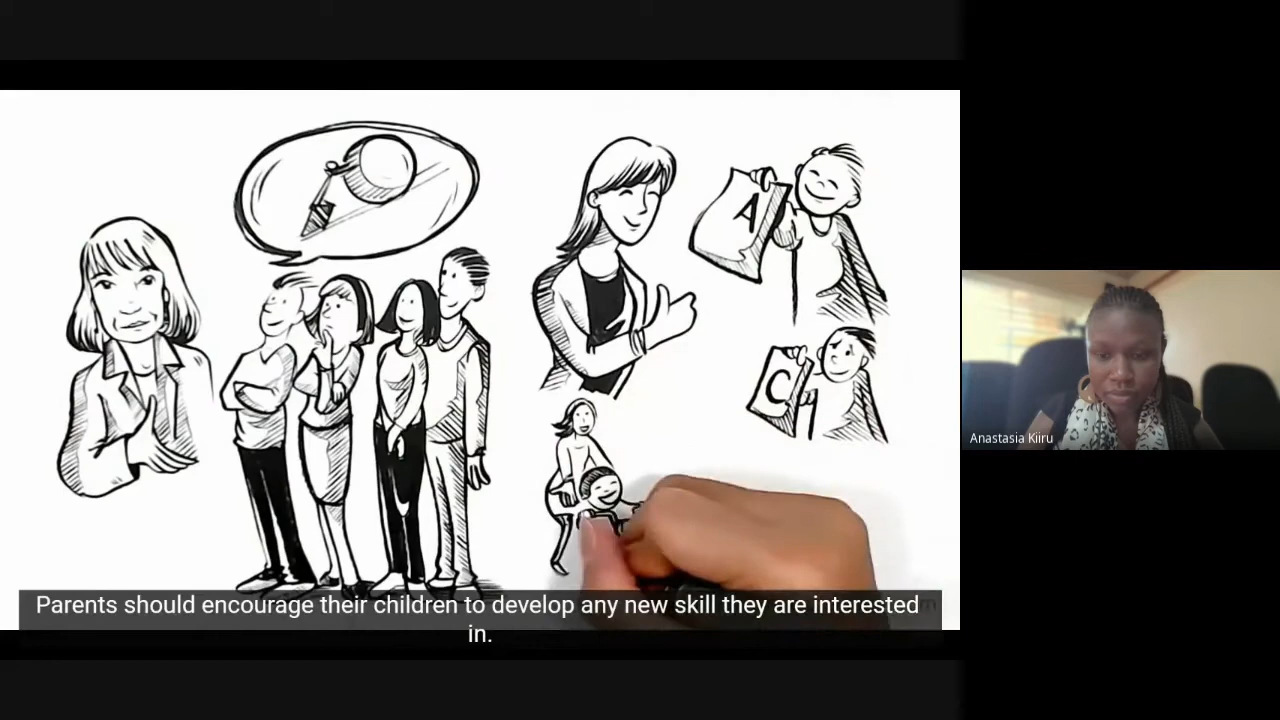 A
C
Anastasia Kiiru
Parents should encourage their children to develop any new skill they are interested
in.